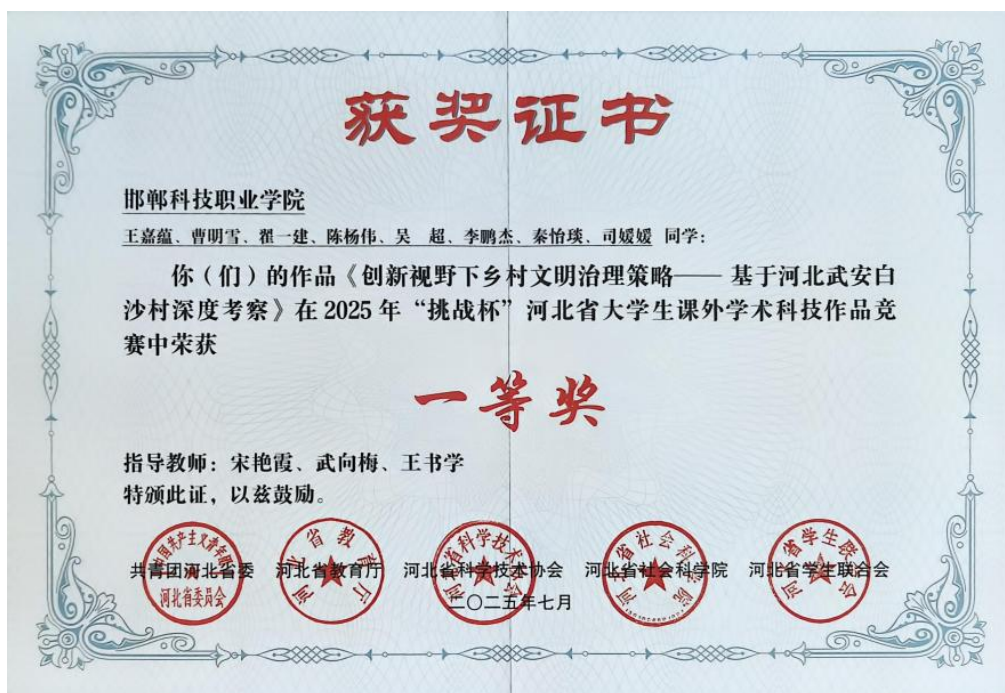 获奖证书
邯郸科技职业学院
王嘉蕴、曹明雪、翟一建、陈杨伟、吴 超、李鹏杰、秦怡琰、司媛媛 同学：
你（们）的作品《创新视野下乡村文明治理策略—— 基于河北武安白
沙村深度考察》在 2025 年“挑战杯”河北省大学生课外学术科技作品竞
赛中荣获
一等奖
指导教师：宋艳霞、武向梅、王书学
特颁此证，以兹鼓励。
共青团河北省委 河北省教育厅 河北省科学技术协会 河北省社会科学院 河北省学生联合会
二〇二五年七月
河北省委员会